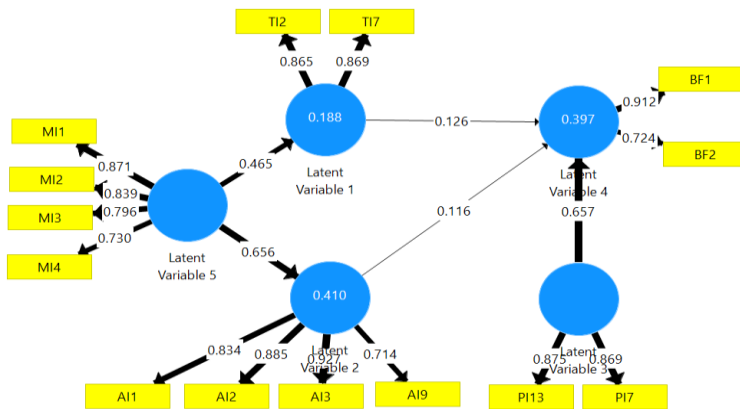 TI2
TI7
0.865
0.869
BF1
0.912
0.188
0.126
0.397
0.724
BF2
MI1
0.871
0.465
Latent
Variable 1
Latent
Variable 4
MI2
0.839
MI3
0.796
0.730
MI4
0.116
0.657
0.656
Latent
Variable 5
0.410
0.834
0.885
0.927
0.714
Latent
Variable 2
0.875
0.869
Latent
Variable 3
AI1
AI2
AI3
AI9
PI13
PI7